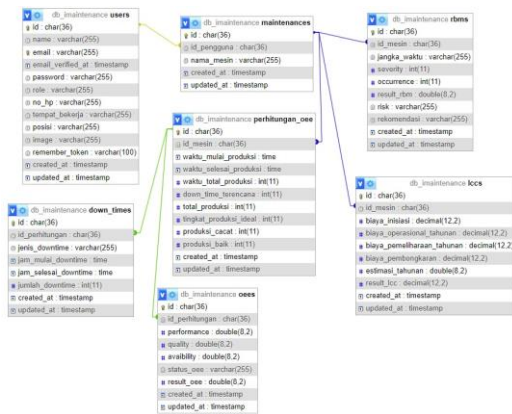 db_imaintenance users
id : char(36)
name : varchar(255)
email : varchar(255)
email_verified_at : timestamp
password : varchar(255)
role : varchar(255)
no_hp : varchar(255)
tempat_bekerja : varchar(255)
posisi : varchar(255)
image : varchar(255)
remember_token : varchar(100)
created_at : timestamp
updated_at : timestamp
db_imaintenance maintenances
id : char(36)
id_pengguna : char(36)
nama_mesin : varchar(255)
created_at : timestamp
updated_at : timestamp
db_imaintenance rbms
id : char(36)
id_mesin : char(36)
jangka_waktu : varchar(255)
severity : int(11)
occurrence : int(11)
result_rbm : double(8,2)
risk : varchar(255)
rekomendasi : varchar(255)
created_at : timestamp
updated_at : timestamp
db_imaintenance perhitungan_oee
id : char(36)
id_mesin : char(36)
waktu_mulai_produksi : time
waktu_selesai_produksi : time
waktu_total_produksi : int(11)
down_time_terencana : int(11)
total_produksi : int(11)
tingkat_produksi_ideal : int(11)
produksi_cacat : int(11)
produksi_baik : int(11)
created_at : timestamp
updated_at : timestamp
db_imaintenance lccs
id : char(36)
id_mesin : char(36)
biaya_inisiasi : decimal(12,2)
biaya_operasional_tahunan : decimal(12,2)
biaya_pemeliharaan_tahunan : decimal(12,2)
biaya_pembongkaran : decimal(12,2)
estimasi_tahunan : double(8,2)
result_lcc : decimal(12,2)
created_at : timestamp
updated_at : timestamp
db_imaintenance down_times
id : char(36)
id_perhitungan : char(36)
jenis_downtime : varchar(255)
jam_mulai_downtime : time
jam_selesai_downtime : time
jumlah_downtime : int(11)
created_at : timestamp
updated_at : timestamp
db_imaintenance oees
id : char(36)
id_perhitungan : char(36)
performance : double(8,2)
quality : double(8,2)
avaibility : double(8,2)
status_oee : varchar(255)
result_oee : double(8,2)
created_at : timestamp
updated_at : timestamp